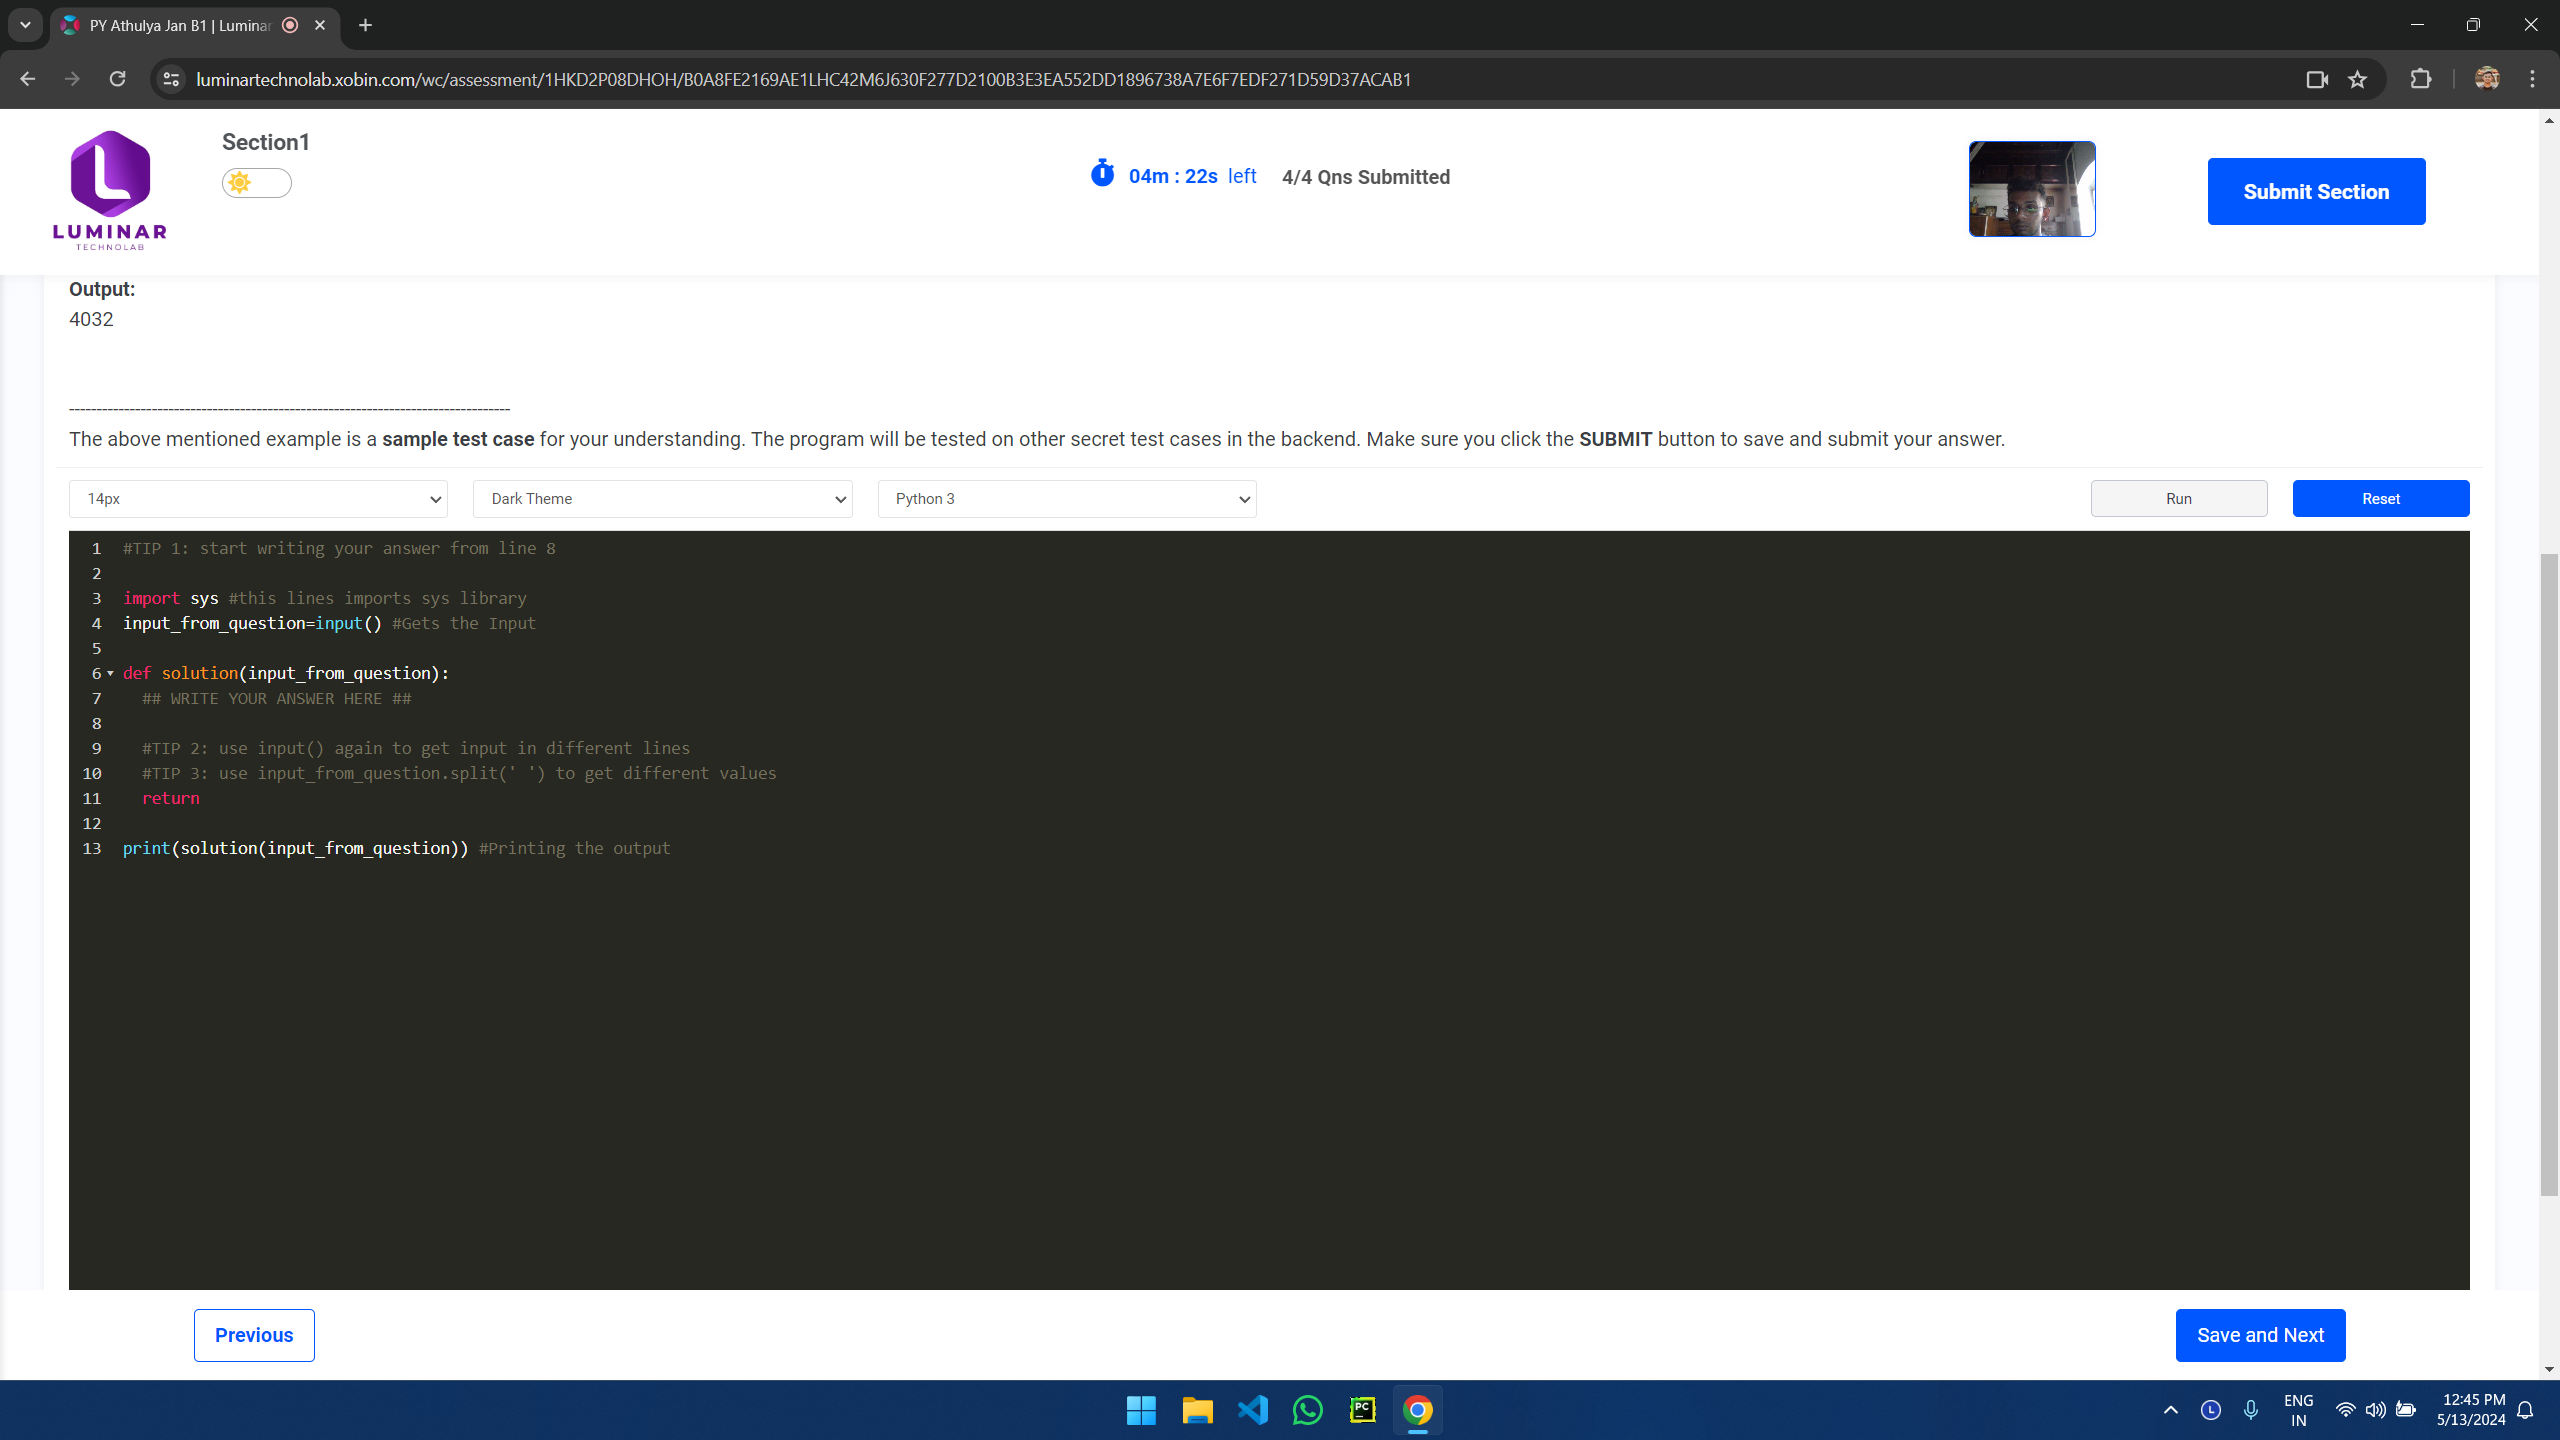 PY Athulya Jan B1 | Luminar
luminartechnolab.xobin.com/wc/assessment/1HKD2P08DHOH/B0A8FE2169AE1LHC42M6J630F277D2100B3E3EA552DD1896738A7E6F7EDF271D59D37ACAB1
LUMINAR
TECHNOLAB
Section1
04m : 22s left
4/4 Qns Submitted
Submit Section
Output:
4032
--------------------------------------------------------------------------------
The above mentioned example is a sample test case for your understanding. The program will be tested on other secret test cases in the backend. Make sure you click the SUBMIT button to save and submit your answer.
14px
Dark Theme
Python 3
Run
Reset
1 #TIP 1: start writing your answer from line 8
2
3 import sys #this lines imports sys library
4 input_from_question=input() #Gets the Input
5
6 def solution(input_from_question):
7 ## WRITE YOUR ANSWER HERE ##
8
9 #TIP 2: use input() again to get input in different lines
10 #TIP 3: use input_from_question.split(' ') to get different values
11 return
12
13 print(solution(input_from_question)) #Printing the output
Previous
Save and Next
PC
ENG
IN
12:45 PM
5/13/2024